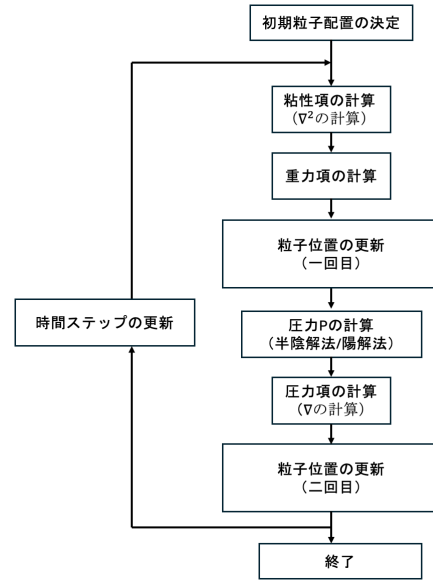 初期粒子配置の決定
粘性項の計算
（∇²の計算）
重力項の計算
粒子位置の更新
（一回目）
時間ステップの更新
圧力Pの計算
（半陰解法/陽解法）
圧力項の計算
（∇の計算）
粒子位置の更新
（二回目）
終了